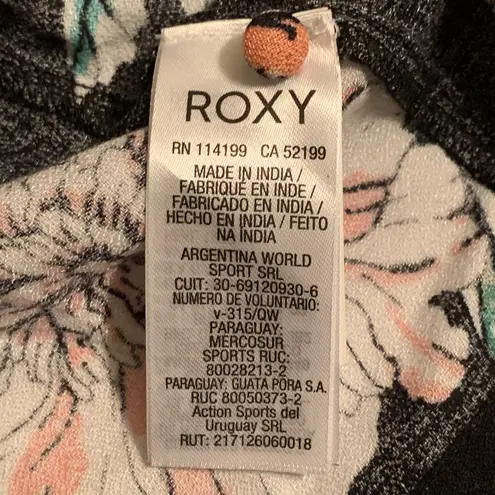 ROXY
RN 114199 CA 52199
MADE IN INDIA /
FABRIQUÉ EN INDE /
FABRICADO EN INDIA /
HECHO EN INDIA / FEITO
NA ÍNDIA
ARGENTINA WORLD
SPORT SRL
CUIT: 30-69120930-6
NUMERO DE VOLUNTARIO:
v-315/QW
PARAGUAY:
MERCOSUR
SPORTS RUC:
80028213-2
PARAGUAY: GUATA PORA S.A.
RUC 80050373-2
Action Sports del
Uruguay SRL
RUT: 217126060018